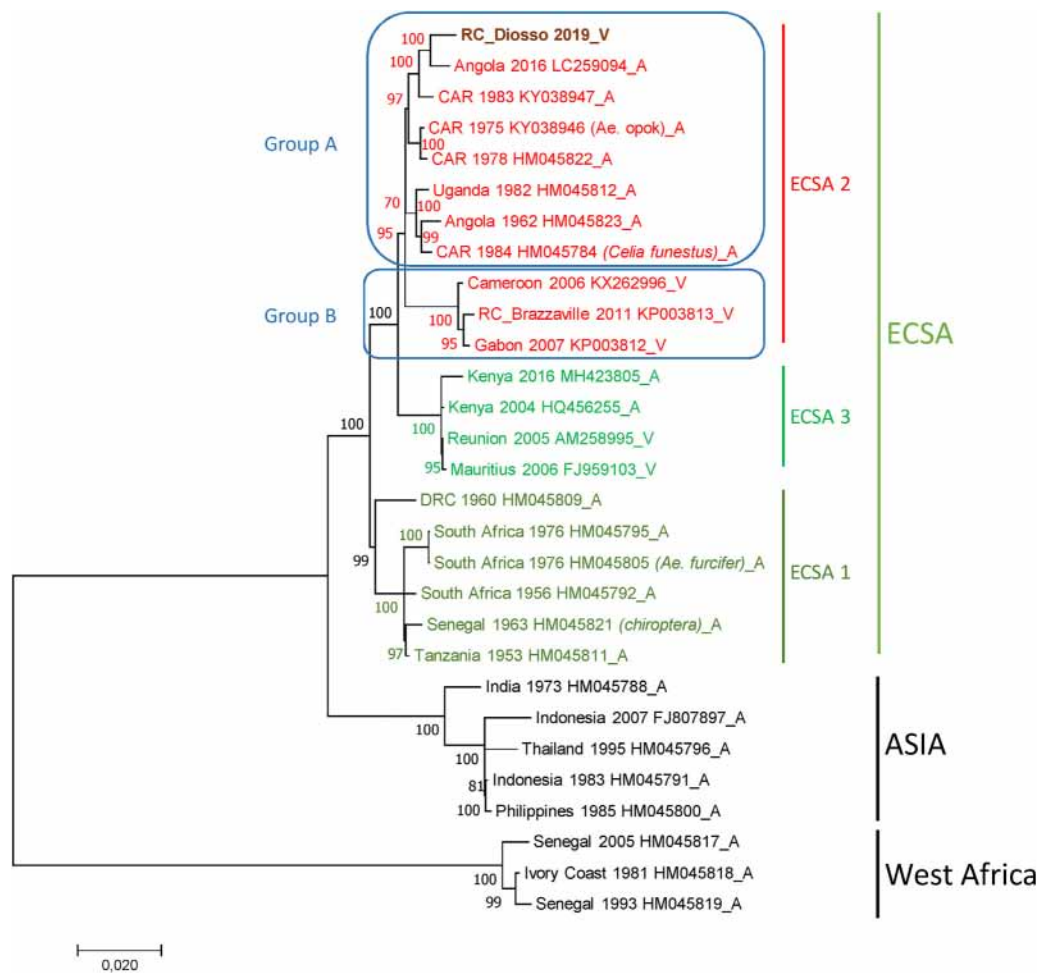 100
RC_Diosso 2019_V
100
Angola 2016 LC259094_A
97
CAR 1983 KY038947_A
CAR 1975 KY038946 (Ae. opok)_A
Group A
100
CAR 1978 HM045822_A
ECSA 2
Uganda 1982 HM045812_A
70
100
Angola 1962 HM045823_A
95
99
CAR 1984 HM045784 (Celia funestus)_A
Cameroon 2006 KX262996_V
Group B
100
100
RC_Brazzaville 2011 KP003813_V
95
Gabon 2007 KP003812_V
ECSA
Kenya 2016 MH423805_A
Kenya 2004 HQ456255_A
100
100
ECSA 3
Reunion 2005 AM258995_V
95
Mauritius 2006 FJ959103_V
DRC 1960 HM045809_A
100
South Africa 1976 HM045795_A
99
South Africa 1976 HM045805 (Ae. furcifer)_A
ECSA 1
South Africa 1956 HM045792_A
100
Senegal 1963 HM045821 (chiroptera)_A
97
Tanzania 1953 HM045811_A
India 1973 HM045788_A
100
Indonesia 2007 FJ807897_A
100
Thailand 1995 HM045796_A
ASIA
81
Indonesia 1983 HM045791_A
100
Philippines 1985 HM045800_A
Senegal 2005 HM045817_A
100
Ivory Coast 1981 HM045818_A
West Africa
99
Senegal 1993 HM045819_A
0,020